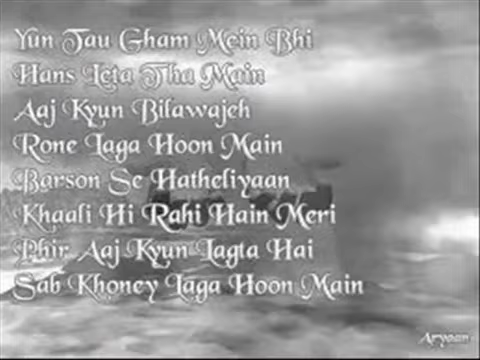 Yun Tau Gham Mein Bhi
Hans Leta Tha Main
Aaj Kyun Bilawajeh
Rone Laga Hoon Main
Barson Se Hatheliyaan
Khaali Hi Rahi Hain Meri
Phir Aaj Kyun Lagta Hai
Sab Khoney Laga Hoon Main
Aryaan